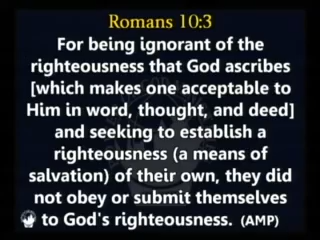 Romans 10:3
For being ignorant of the
righteousness that God ascribes
[which makes one acceptable to
Him in word, thought, and deed]
and seeking to establish a
righteousness (a means of
salvation) of their own, they did
not obey or submit themselves
to God's righteousness. (AMP)